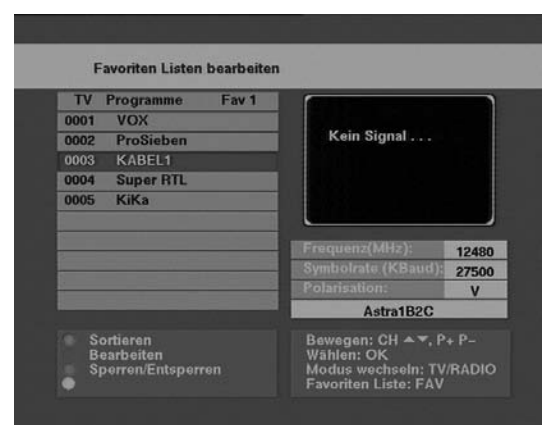 Favoriten Listen bearbeiten
TV Programme Fav 1
0001 VOX
0002 ProSieben
0003 KABEL1
0004 Super RTL
0005 KiKa
Kein Signal . . .
Frequenz(MHz): 12480
Symbolrate (KBaud): 27500
Polarisation: V
Astra1B2C
Sortieren
Bearbeiten
Sperren/Entsperren
Bewegen: CH ▲▼, P+ P–
Wählen: OK
Modus wechseln: TV/RADIO
Favoriten Liste: FAV